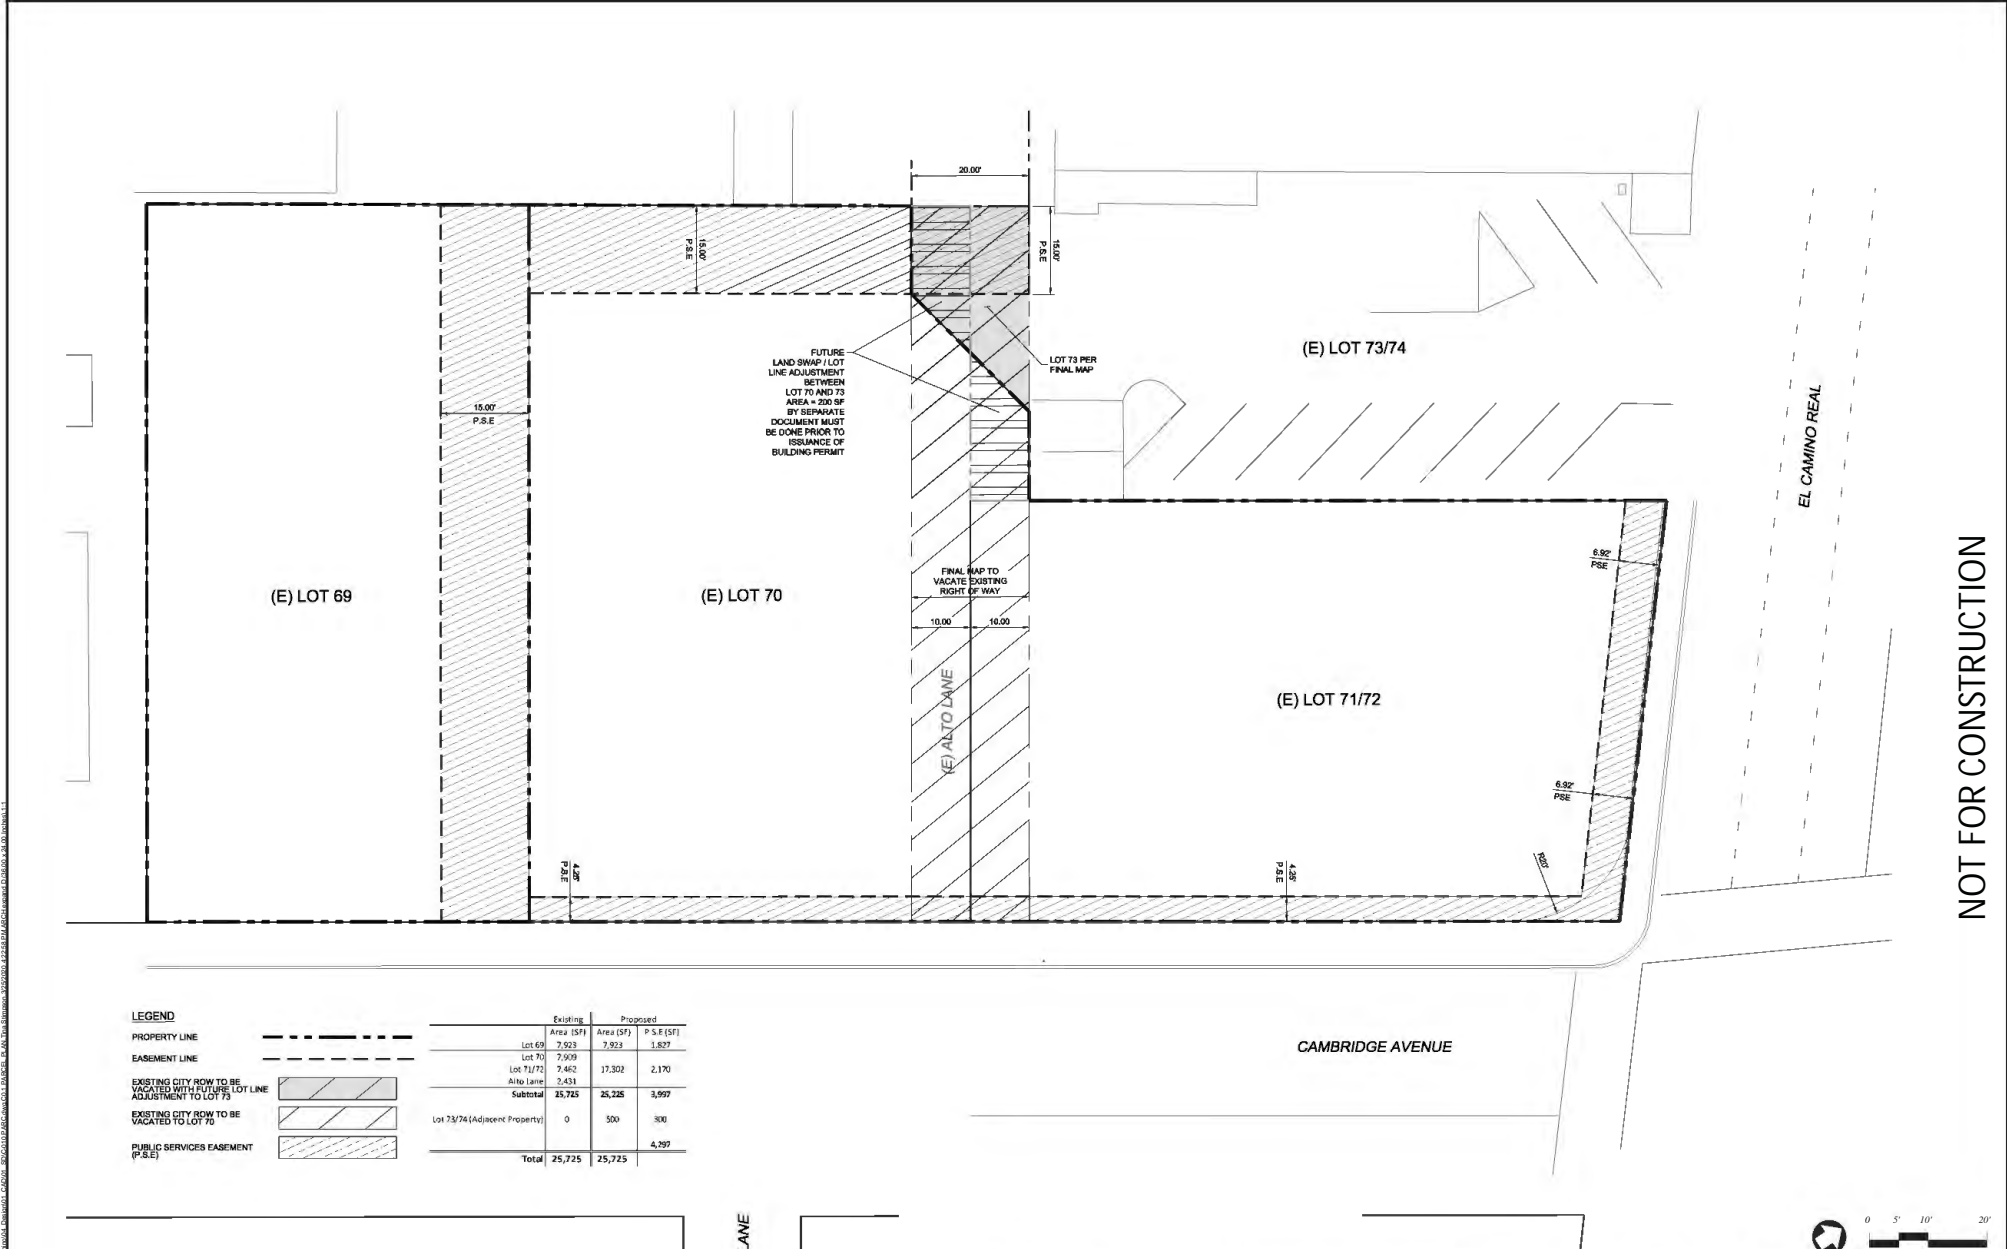 20.00'
15.00'
P.S.E
15.00'
P.S.E
FUTURE
LAND SWAP / LOT
LINE ADJUSTMENT
BETWEEN
LOT 70 AND 73
AREA = 200 SF
BY SEPARATE
DOCUMENT MUST
BE DONE PRIOR TO
ISSUANCE OF
BUILDING PERMIT
LOT 73 PER
FINAL MAP
(E) LOT 73/74
15.00'
P.S.E
EL CAMINO REAL
6.92'
PSE
FINAL MAP TO
VACATE EXISTING
RIGHT OF WAY
10.00
10.00
(E) LOT 69
(E) LOT 70
(E) ALTO LANE
(E) LOT 71/72
6.92'
PSE
4.25'
P.S.E
4.25'
P.S.E
R20'
NOT FOR CONSTRUCTION
CAMBRIDGE AVENUE
LEGEND
PROPERTY LINE
EASEMENT LINE
EXISTING CITY ROW TO BE
VACATED WITH FUTURE LOT LINE
ADJUSTMENT TO LOT 73
EXISTING CITY ROW TO BE
VACATED TO LOT 70
PUBLIC SERVICES EASEMENT
(P.S.E)
Existing Proposed
Area (SF) Area (SF) P.S.E (SF)
Lot 69 7,923 7,923 1,827
Lot 70 7,909
Lot 71/72 7,462 17,302 2,170
Alto Lane 2,431
Subtotal 25,725 25,225 3,997
Lot 73/74 (Adjacent Property) 0 500 300
4,297
Total 25,725 25,725
LANE
0 5' 10' 20'